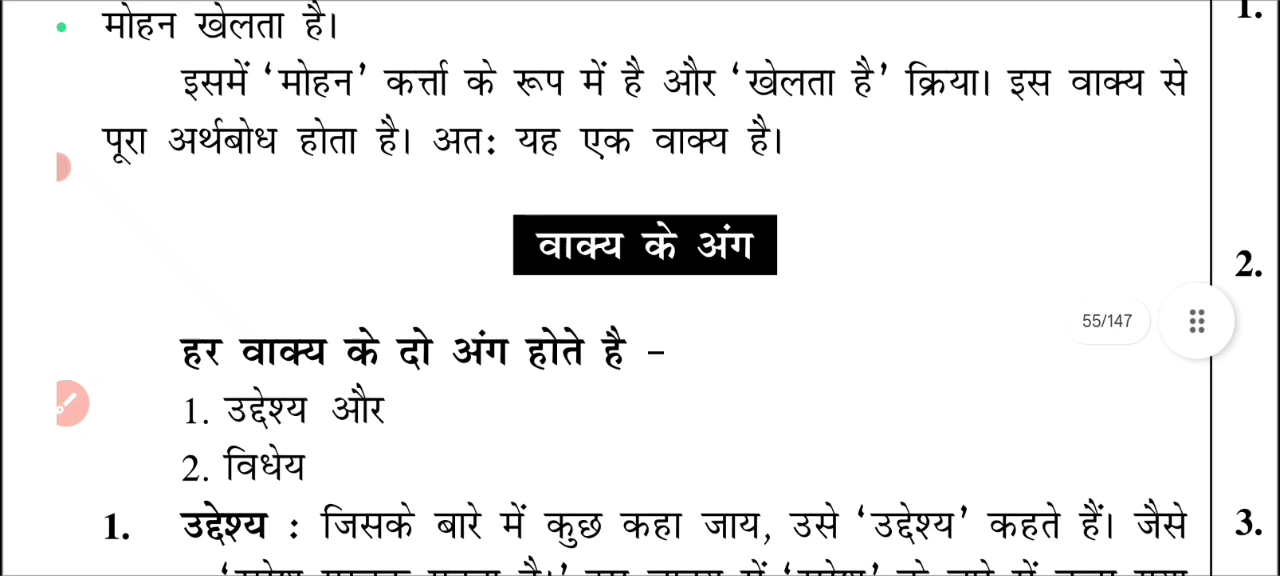 मोहन खेलता है।
इसमें ‘मोहन’ कर्त्ता के रूप में है और ‘खेलता है’ क्रिया। इस वाक्य से
पूरा अर्थबोध होता है। अतः यह एक वाक्य है।
वाक्य के अंग
हर वाक्य के दो अंग होते है –
1. उद्देश्य और
2. विधेय
1. उद्देश्य : जिसके बारे में कुछ कहा जाय, उसे ‘उद्देश्य’ कहते हैं। जैसे
1.
2.
55/147
3.